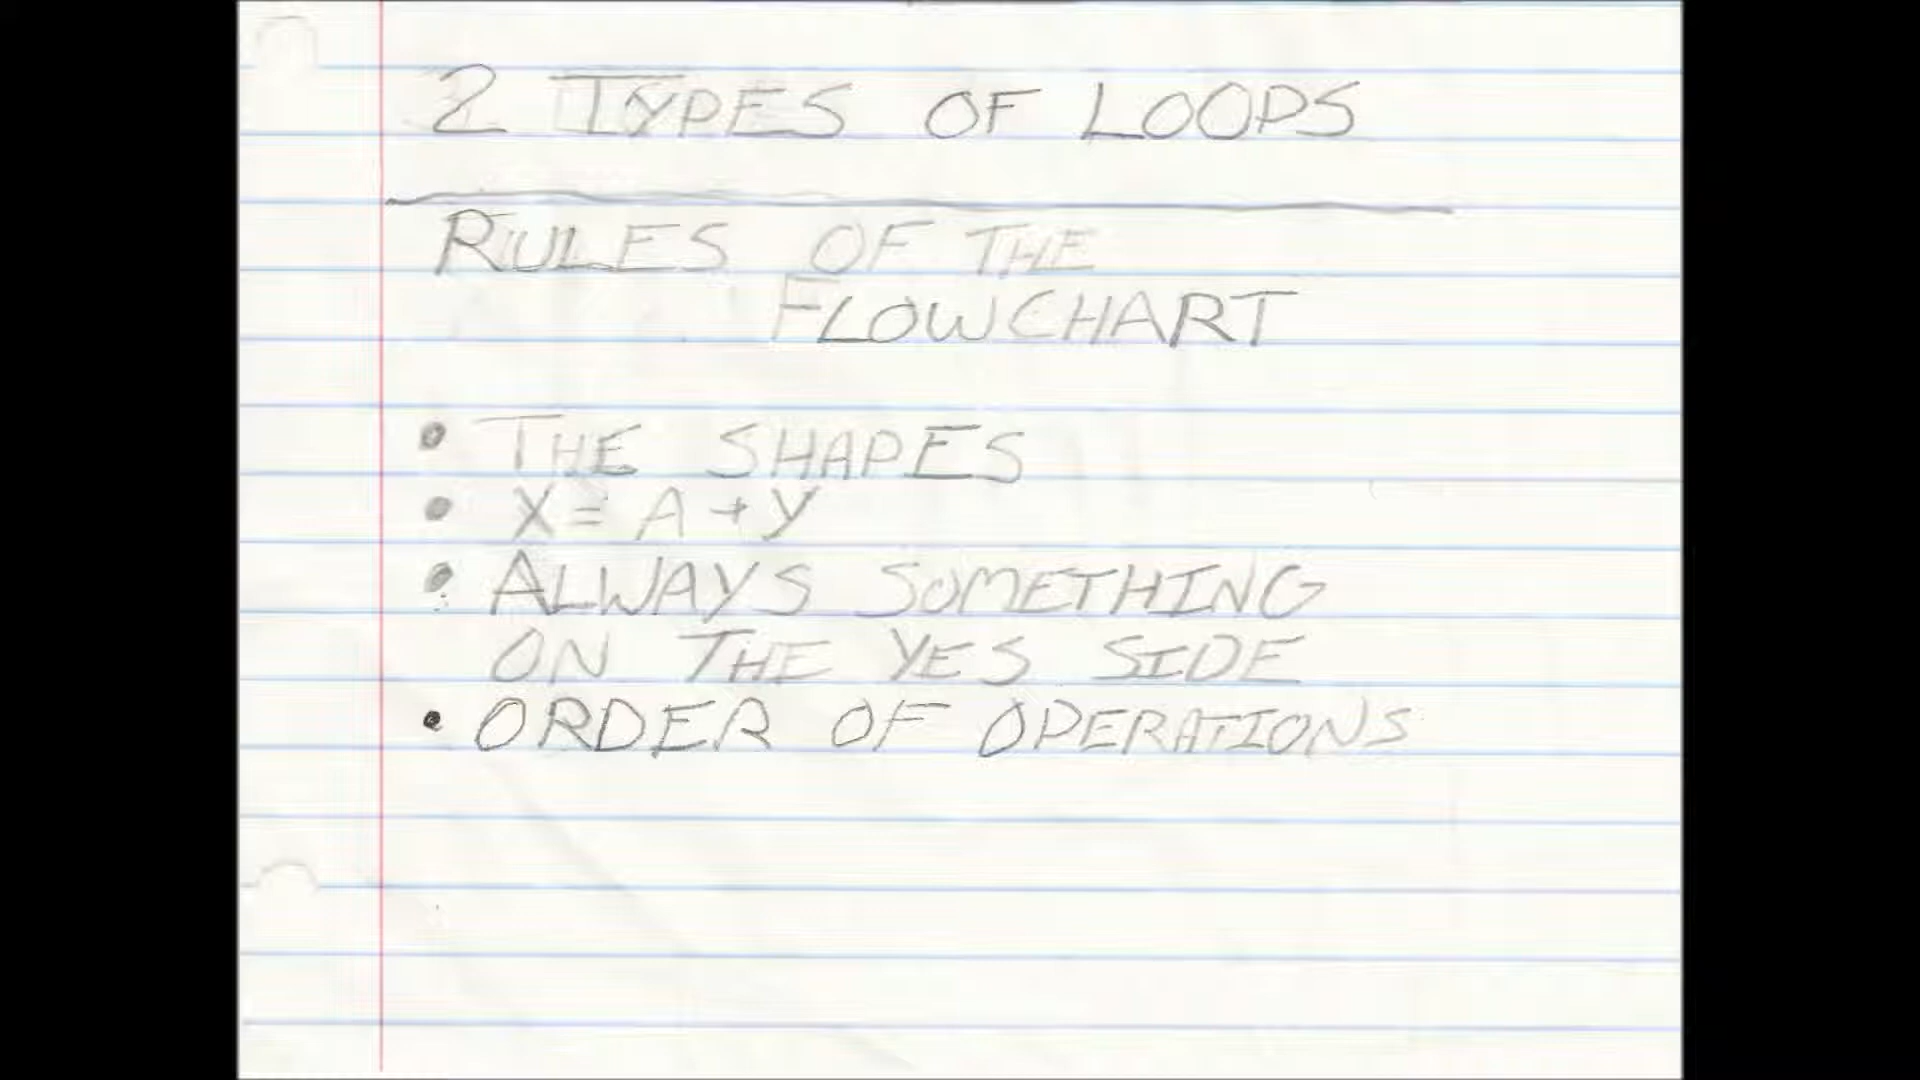 2 TYPES OF LOOPS
RULES OF THE
FLOWCHART
• THE SHAPES
• X = A + Y
• ALWAYS SOMETHING
ON THE YES SIDE
• ORDER OF OPERATIONS